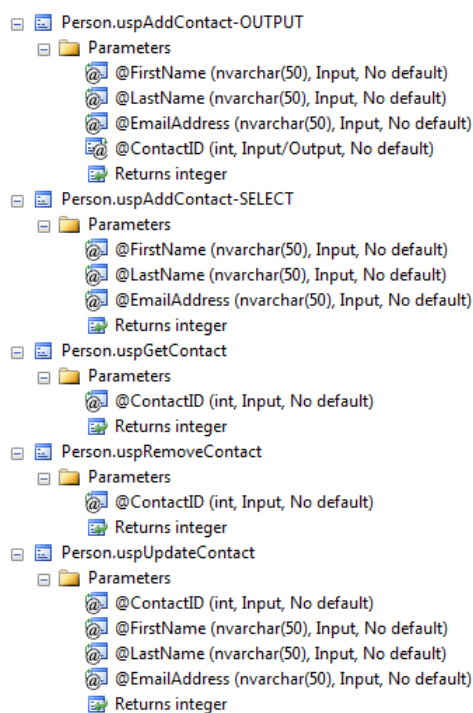 Person.uspAddContact-OUTPUT
Parameters
@FirstName (nvarchar(50), Input, No default)
@LastName (nvarchar(50), Input, No default)
@EmailAddress (nvarchar(50), Input, No default)
@ContactID (int, Input/Output, No default)
Returns integer
Person.uspAddContact-SELECT
Parameters
@FirstName (nvarchar(50), Input, No default)
@LastName (nvarchar(50), Input, No default)
@EmailAddress (nvarchar(50), Input, No default)
Returns integer
Person.uspGetContact
Parameters
@ContactID (int, Input, No default)
Returns integer
Person.uspRemoveContact
Parameters
@ContactID (int, Input, No default)
Returns integer
Person.uspUpdateContact
Parameters
@ContactID (int, Input, No default)
@FirstName (nvarchar(50), Input, No default)
@LastName (nvarchar(50), Input, No default)
@EmailAddress (nvarchar(50), Input, No default)
Returns integer